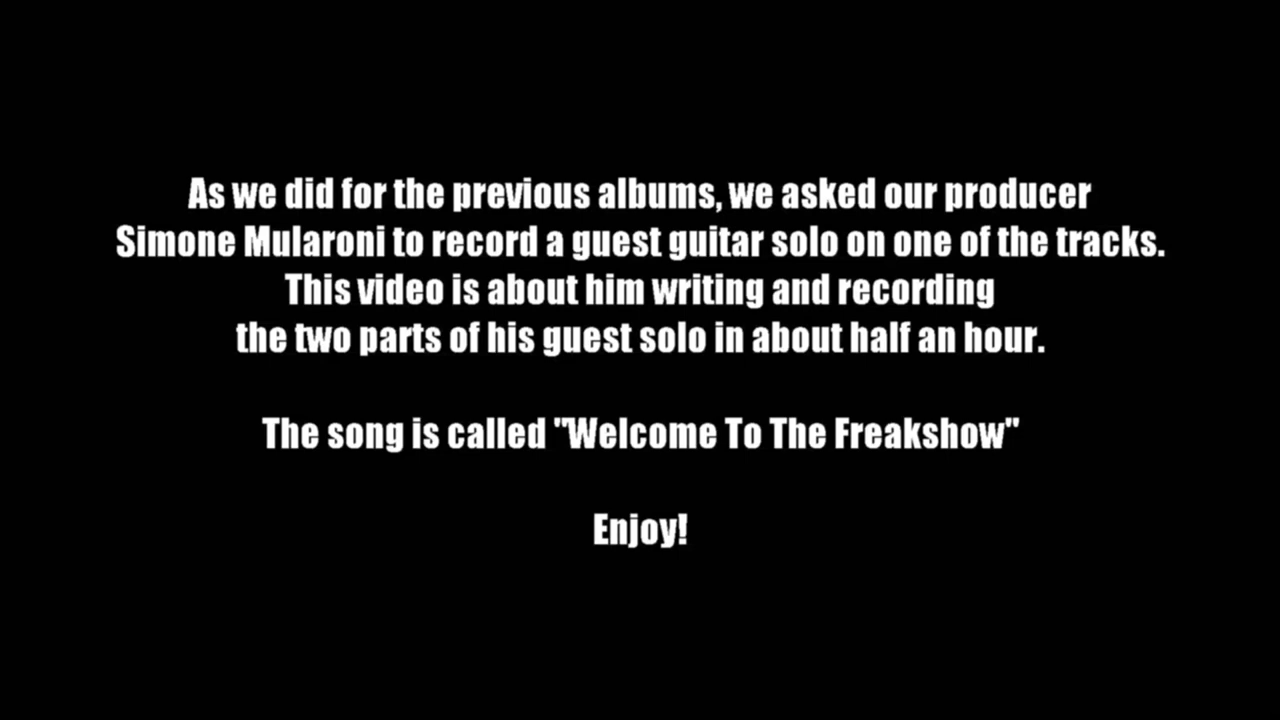 As we did for the previous albums, we asked our producer
Simone Mularoni to record a guest guitar solo on one of the tracks.
This video is about him writing and recording
the two parts of his guest solo in about half an hour.
The song is called "Welcome To The Freakshow"
Enjoy!